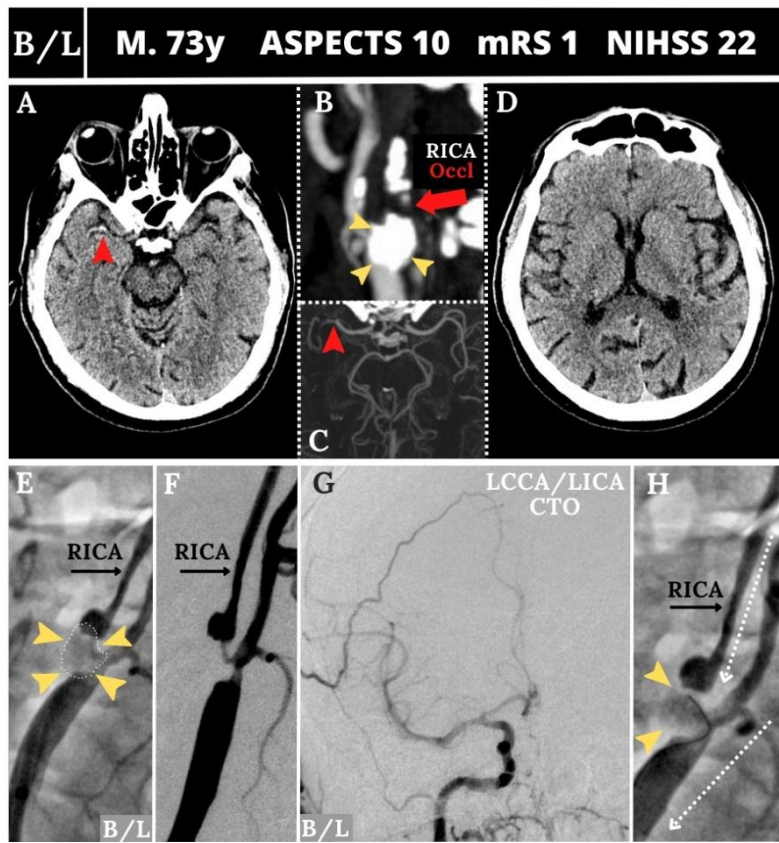 B/L M. 73y ASPECTS 10 mRS 1 NIHSS 22
A
B
RICA
Occl
C
D
E
RICA
B/L
F
RICA
G
LCCA/LICA
CTO
B/L
H
RICA